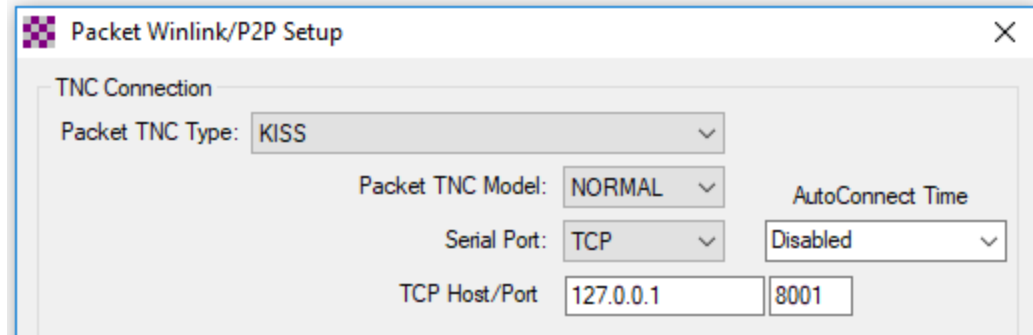 Packet Winlink/P2P Setup
TNC Connection
Packet TNC Type: KISS
Packet TNC Model: NORMAL
AutoConnect Time
Serial Port: TCP
Disabled
TCP Host/Port 127.0.0.1 8001